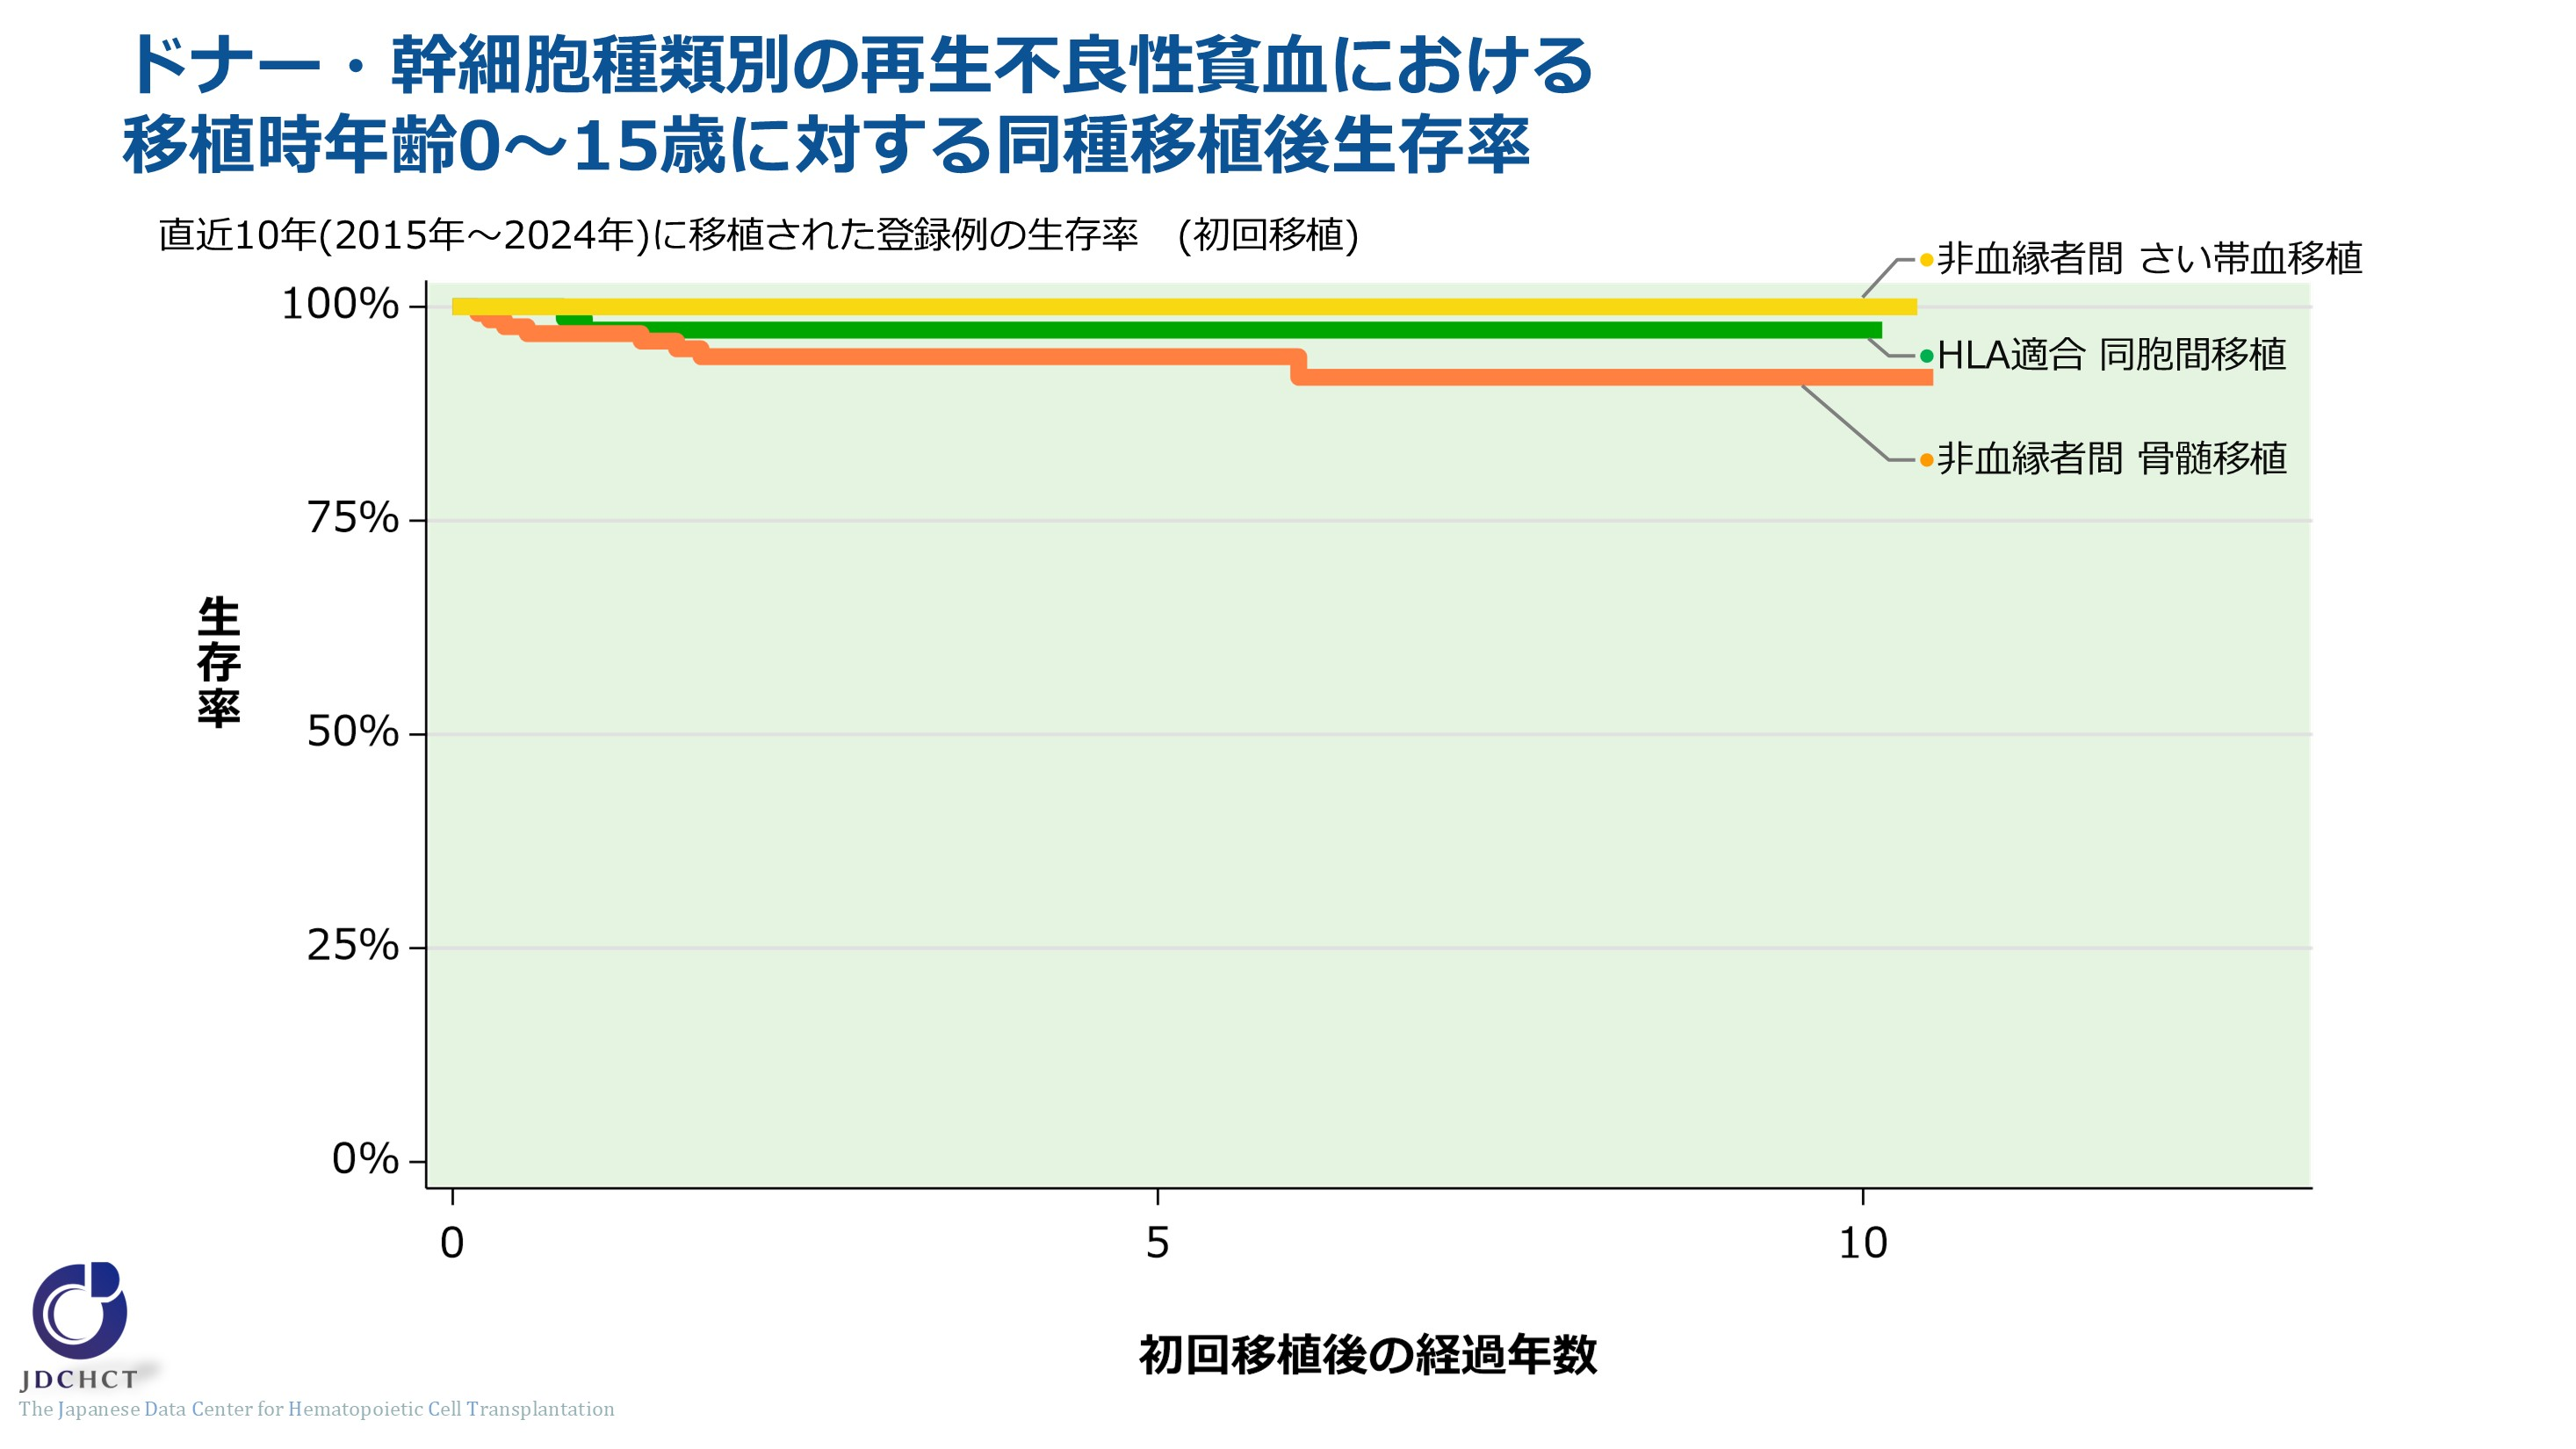 ドナー・幹細胞種類別の再生不良性貧血における
移植時年齢0～15歳に対する同種移植後生存率
直近10年(2015年～2024年)に移植された登録例の生存率　(初回移植)
非血縁者間 さい帯血移植
HLA適合 同胞間移植
非血縁者間 骨髄移植
100%
75%
50%
25%
0%
生存率
0
5
10
初回移植後の経過年数
JDCHCT
The Japanese Data Center for Hematopoietic Cell Transplantation